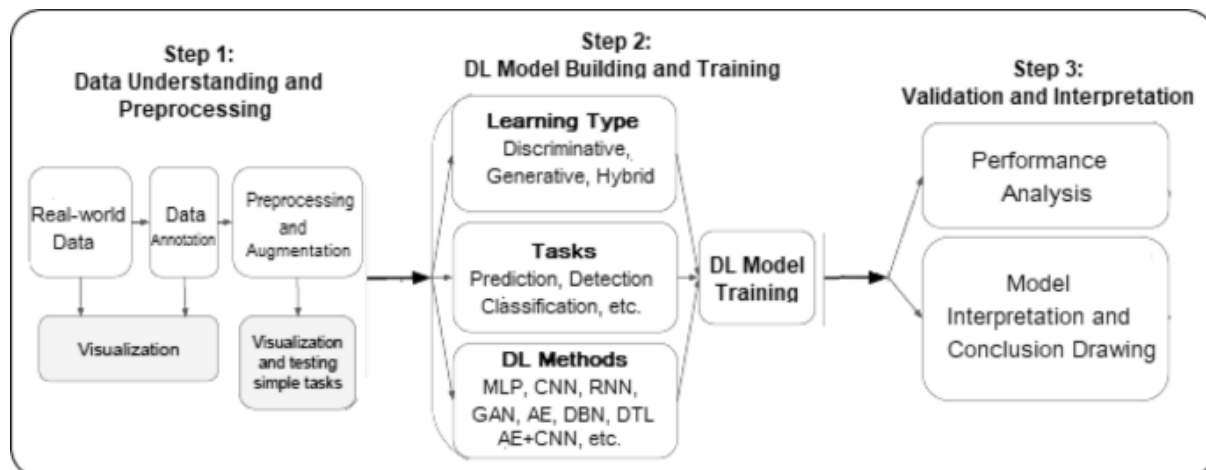 Step 1:
Data Understanding and
Preprocessing
Real-world
Data
Data
Annotation
Preprocessing
and
Augmentation
Visualization
Visualization
and testing
simple tasks
Step 2:
DL Model Building and Training
Learning Type
Discriminative,
Generative, Hybrid
Tasks
Prediction, Detection
Classification, etc.
DL Methods
MLP, CNN, RNN,
GAN, AE, DBN, DTL
AE+CNN, etc.
DL Model
Training
Step 3:
Validation and Interpretation
Performance
Analysis
Model
Interpretation and
Conclusion Drawing